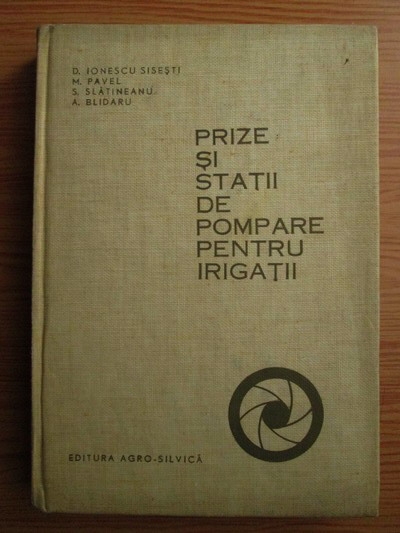 D. IONESCU SISEȘTI
M. PAVEL
S. SLĂTINEANU
A. BLIDARU
PRIZE
ȘI
STAȚII
DE
POMPARE
PENTRU
IRIGAȚII
EDITURA AGRO-SILVICĂ